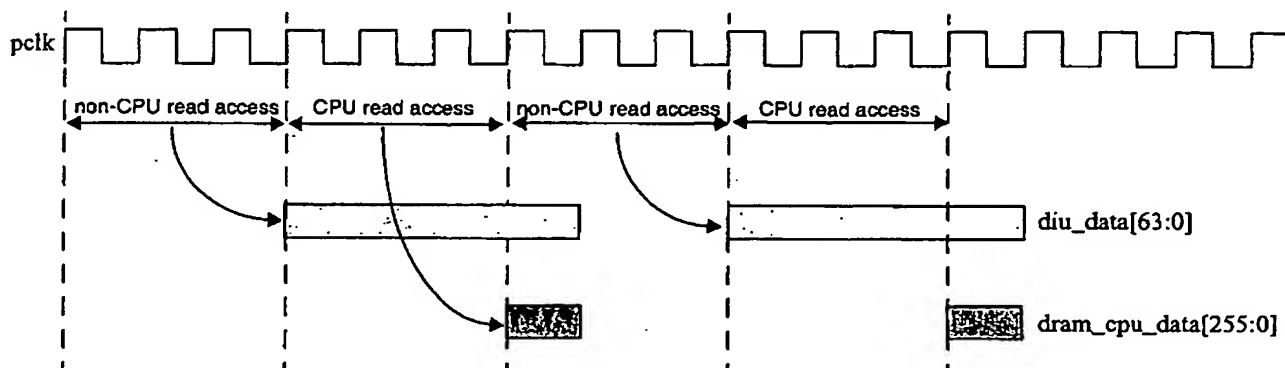 pclk
non-CPU read access CPU read access non-CPU read access CPU read access
diu_data[63:0]
dram_cpu_data[255:0]